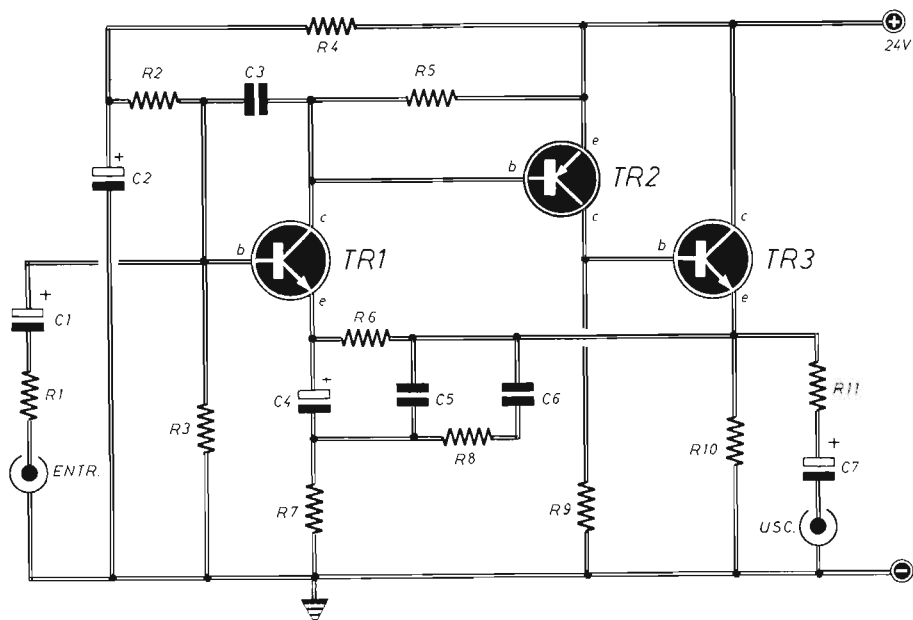 R4
24V
R2
C3
R5
+
C2
b
e
TR2
c
c
b
TR1
e
c
b
TR3
e
+
C1
R6
R1
+
C4
C5
C6
R11
R3
R8
R10
+
C7
ENTR.
R7
R9
USC.